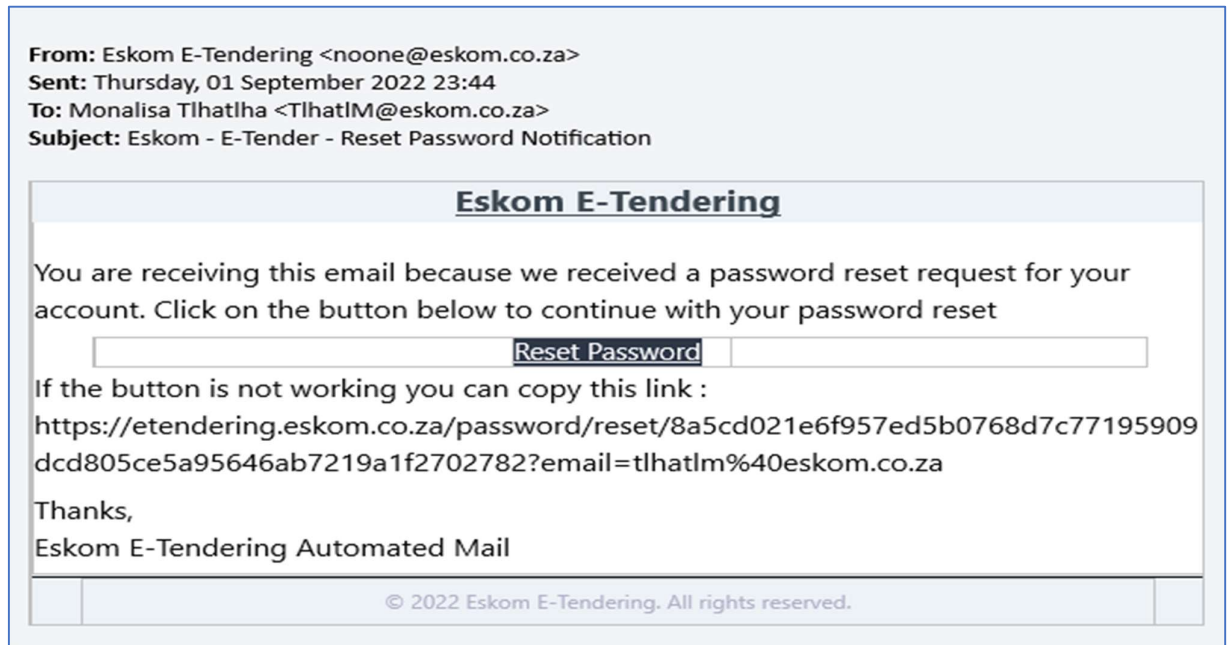 From: Eskom E-Tendering <noone@eskom.co.za>
Sent: Thursday, 01 September 2022 23:44
To: Monalisa Tlhatlha <TlhatlM@eskom.co.za>
Subject: Eskom - E-Tender - Reset Password Notification
Eskom E-Tendering
You are receiving this email because we received a password reset request for your
account. Click on the button below to continue with your password reset
Reset Password
If the button is not working you can copy this link :
https://etendering.eskom.co.za/password/reset/8a5cd021e6f957ed5b0768d7c77195909
dcd805ce5a95646ab7219a1f2702782?email=tlhatlm%40eskom.co.za
Thanks,
Eskom E-Tendering Automated Mail
© 2022 Eskom E-Tendering. All rights reserved.